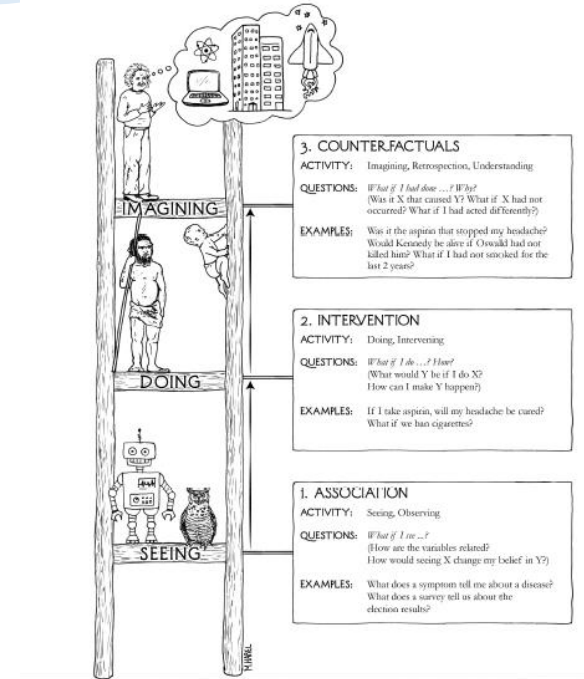 3. COUNTERFACTUALS
ACTIVITY: Imagining, Retrospection, Understanding
QUESTIONS: What if I had done …? Why?
(Was it X that caused Y? What if X had not
occurred? What if I had acted differently?)
EXAMPLES: Was it the aspirin that stopped my headache?
Would Kennedy be alive if Oswald had not
killed him? What if I had not smoked for the
last 2 years?
IMAGINING
2. INTERVENTION
ACTIVITY: Doing, Intervening
QUESTIONS: What if I do …? How?
(What would Y be if I do X?
How can I make Y happen?)
EXAMPLES: If I take aspirin, will my headache be cured?
What if we ban cigarettes?
DOING
1. ASSOCIATION
ACTIVITY: Seeing, Observing
QUESTIONS: What if I see ...?
(How are the variables related?
How would seeing X change my belief in Y?)
EXAMPLES: What does a symptom tell me about a disease?
What does a survey tell us about the
election results?
SEEING
M.HAREL